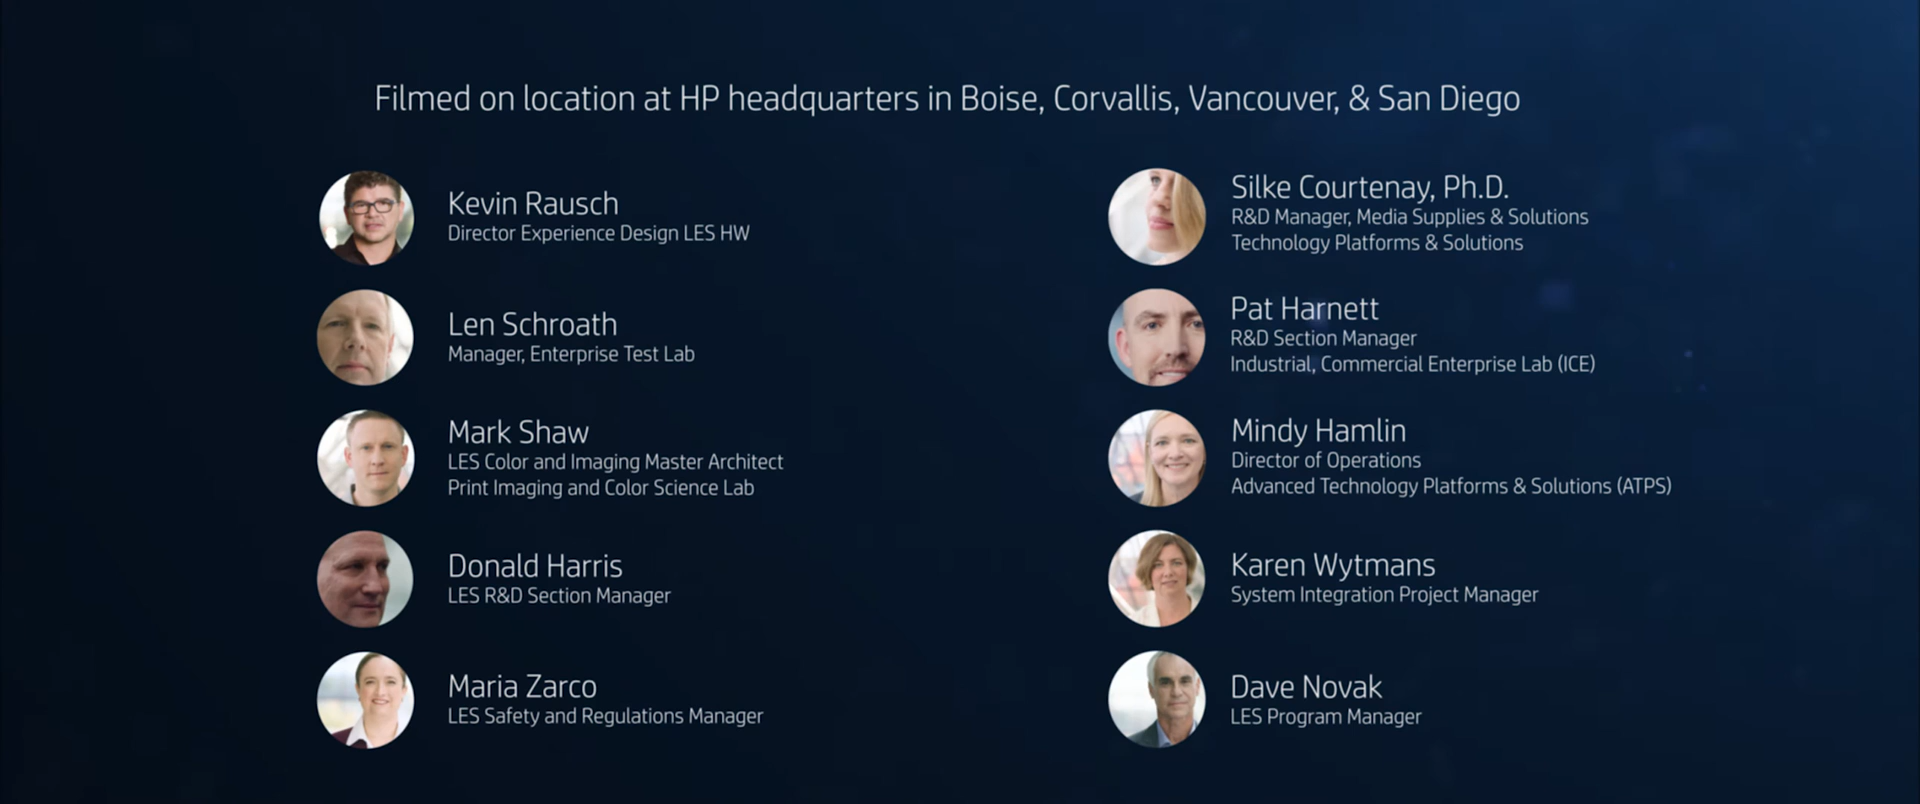 Filmed on location at HP headquarters in Boise, Corvallis, Vancouver, & San Diego
Kevin Rausch
Director Experience Design LES HW
Len Schroath
Manager, Enterprise Test Lab
Mark Shaw
LES Color and Imaging Master Architect
Print Imaging and Color Science Lab
Donald Harris
LES R&D Section Manager
Maria Zarco
LES Safety and Regulations Manager
Silke Courtenay, Ph.D.
R&D Manager, Media Supplies & Solutions
Technology Platforms & Solutions
Pat Harnett
R&D Section Manager
Industrial, Commercial Enterprise Lab (ICE)
Mindy Hamlin
Director of Operations
Advanced Technology Platforms & Solutions (ATPS)
Karen Wytmans
System Integration Project Manager
Dave Novak
LES Program Manager